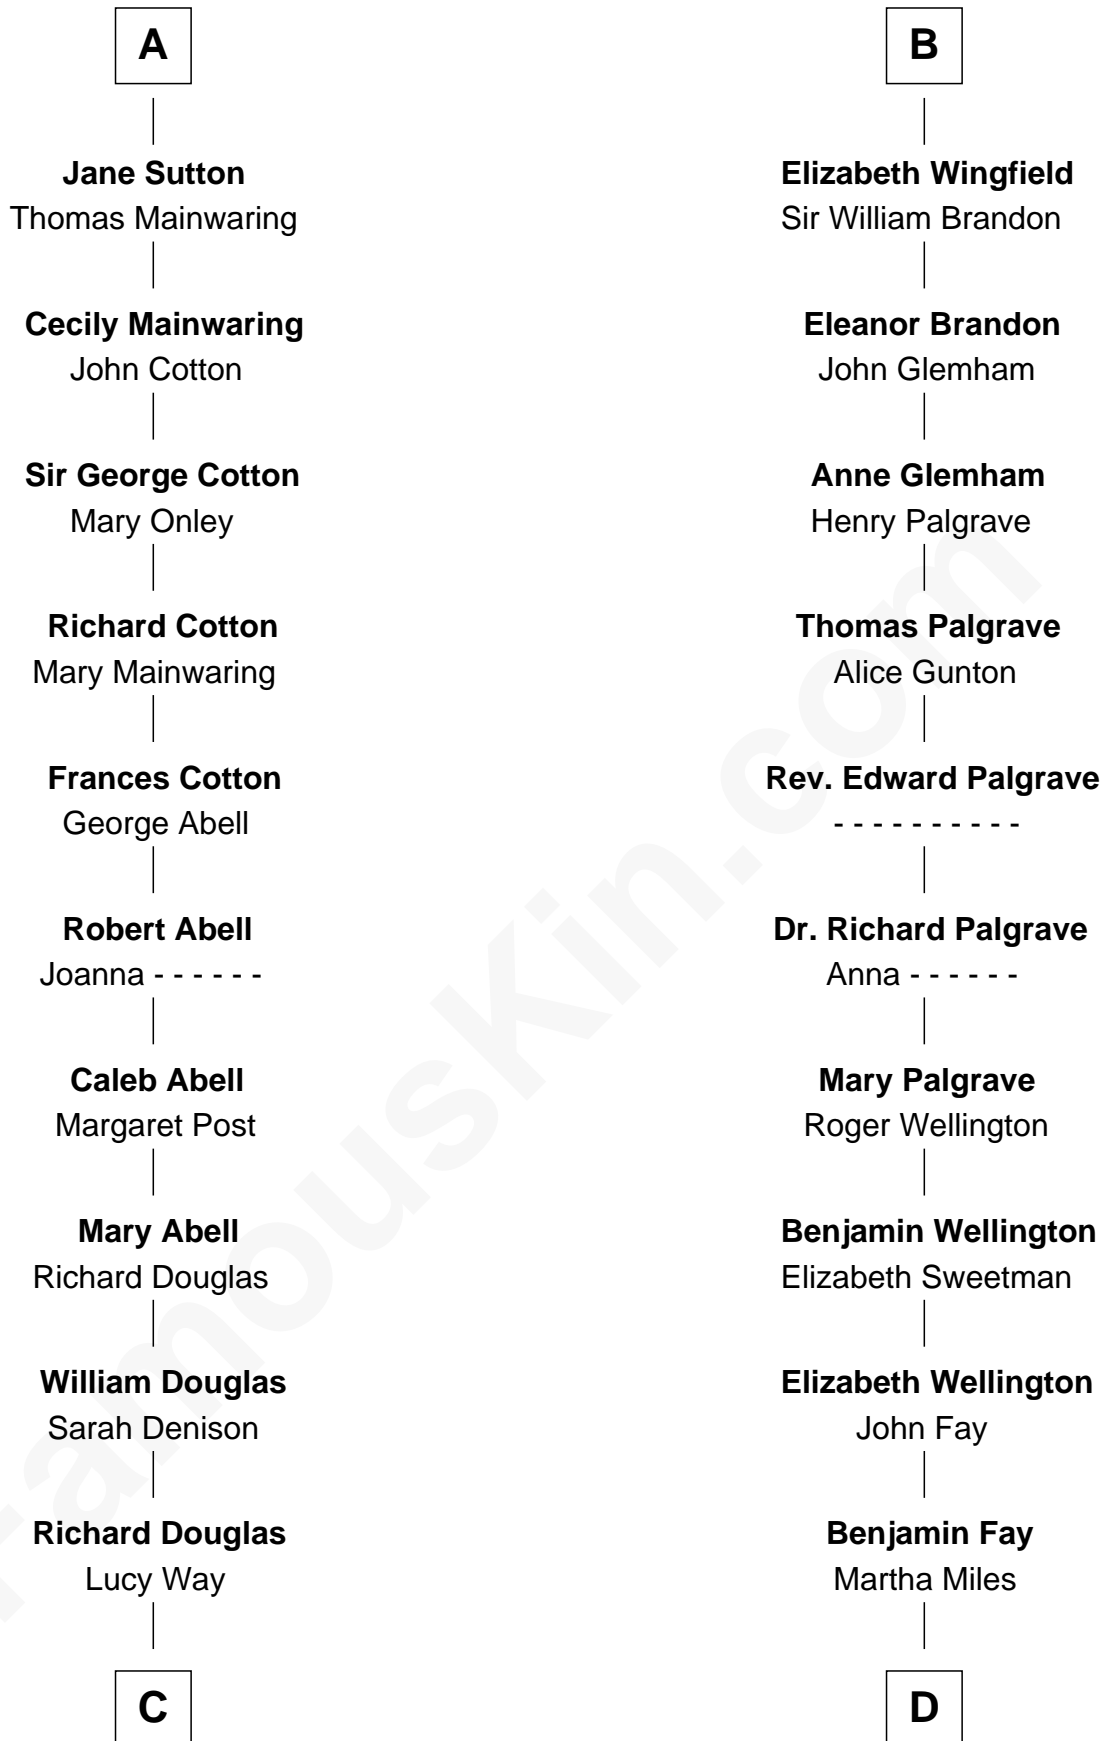 A
Jane Sutton
Thomas Mainwaring
Cecily Mainwaring
John Cotton
Sir George Cotton
Mary Onley
Richard Cotton
Mary Mainwaring
Frances Cotton
George Abell
Robert Abell
Joanna - - - - - -
Caleb Abell
Margaret Post
Mary Abell
Richard Douglas
William Douglas
Sarah Denison
Richard Douglas
Lucy Way
C
B
Elizabeth Wingfield
Sir William Brandon
Eleanor Brandon
John Glemham
Anne Glemham
Henry Palgrave
Thomas Palgrave
Alice Gunton
Rev. Edward Palgrave
- - - - - - - - - -
Dr. Richard Palgrave
Anna - - - - - -
Mary Palgrave
Roger Wellington
Benjamin Wellington
Elizabeth Sweetman
Elizabeth Wellington
John Fay
Benjamin Fay
Martha Miles
D
FamousKin.com